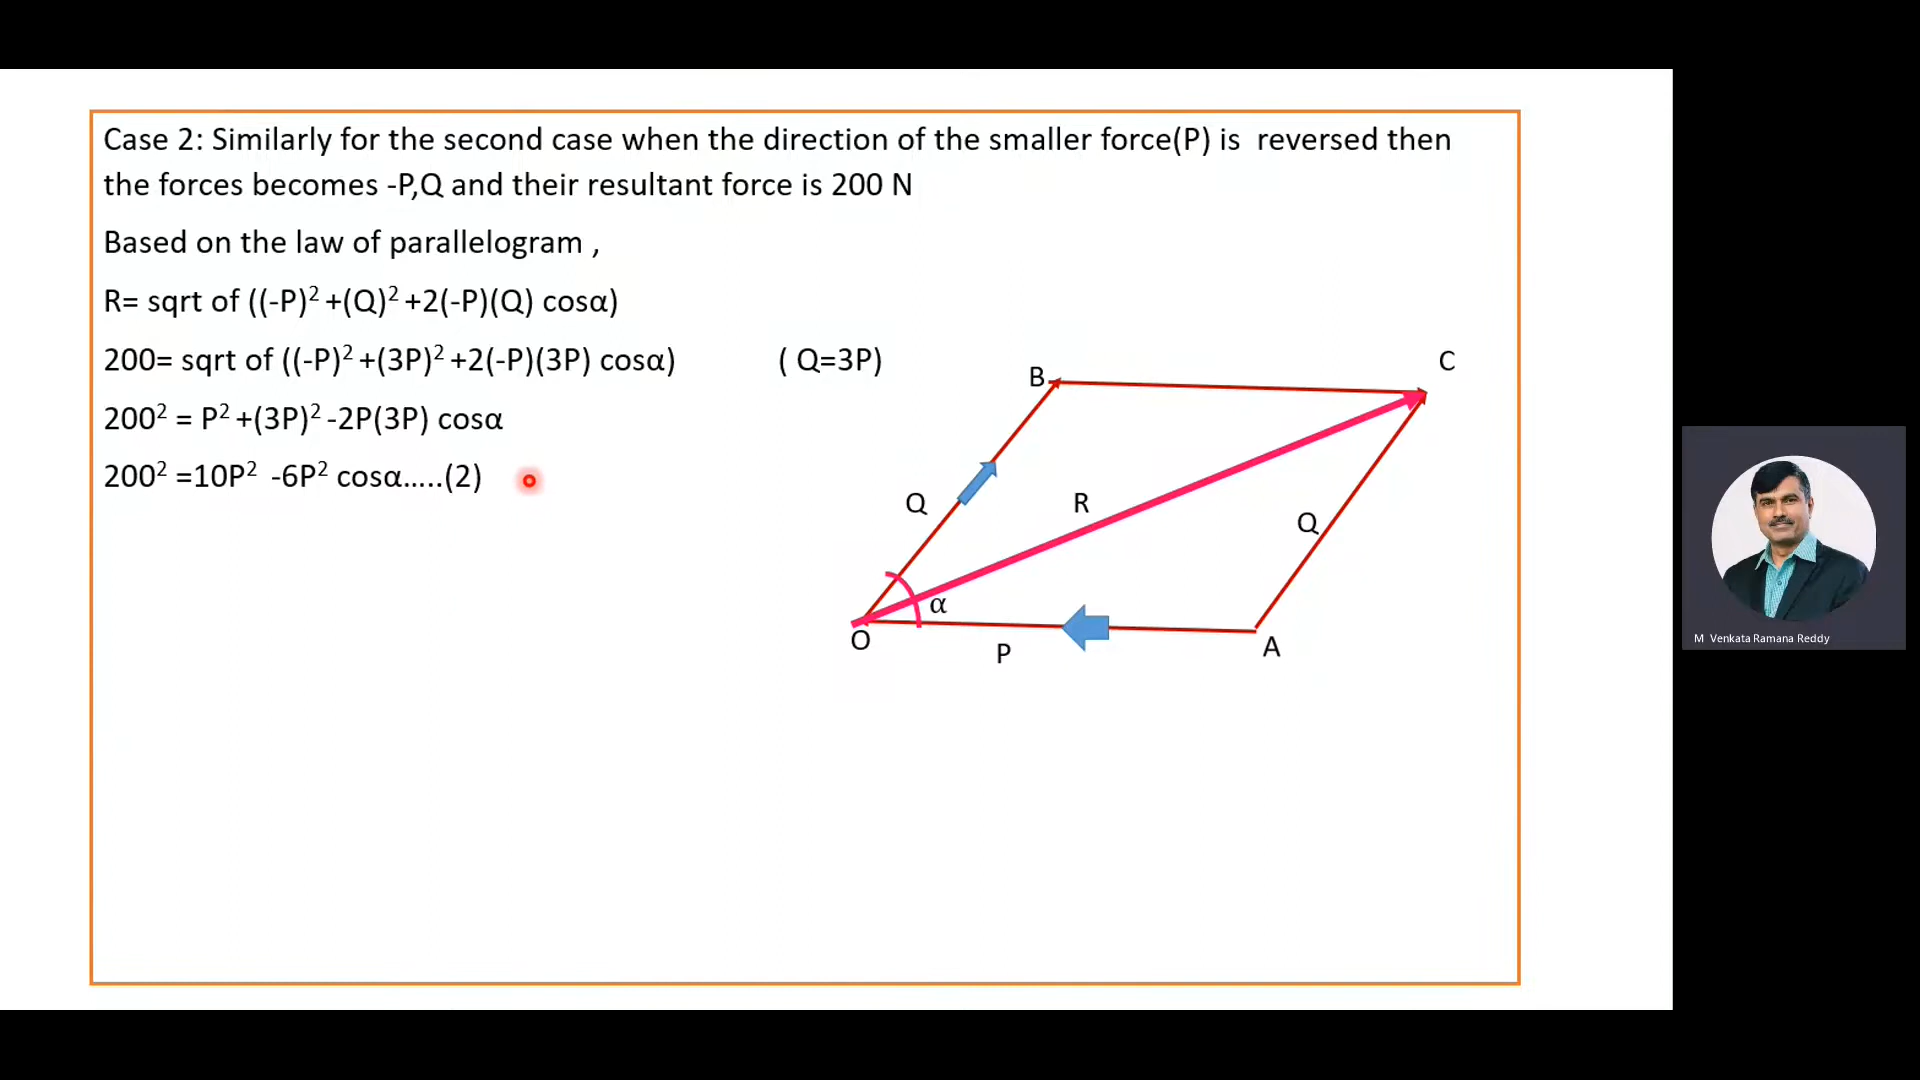 Case 2: Similarly for the second case when the direction of the smaller force(P) is  reversed then
the forces becomes -P,Q and their resultant force is 200 N
Based on the law of parallelogram ,
R= sqrt of ((-P)² +(Q)² +2(-P)(Q) cosα)
200= sqrt of ((-P)² +(3P)² +2(-P)(3P) cosα) ( Q=3P)
200² = P² +(3P)² -2P(3P) cosα
200² =10P²  -6P² cosα.....(2)
B
C
Q
R
Q
α
O
P
A
M Venkata Ramana Reddy